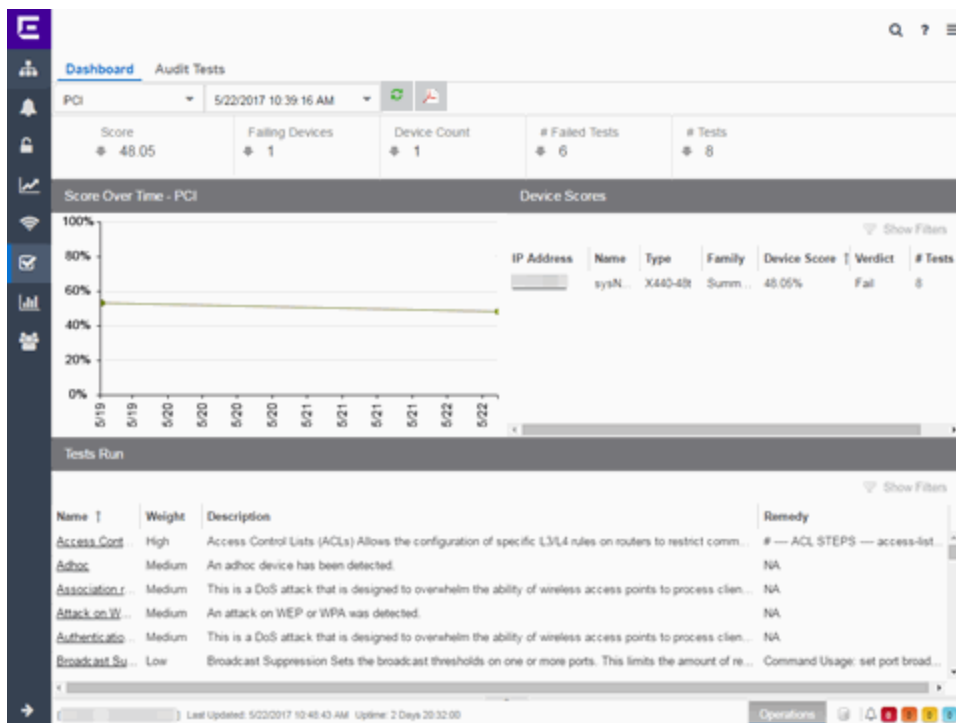 E
Dashboard Audit Tests
PCI 5/22/2017 10:39:16 AM
Score Failing Devices Device Count # Failed Tests # Tests
48.05 1 1 6 8
Score Over Time - PCI
100%
80%
60%
40%
20%
0%
5/19 5/19 5/20 5/20 5/20 5/20 5/21 5/21 5/21 5/21 5/22 5/22
Device Scores
Show Filters
IP Address Name Type Family Device Score Verdict # Tests
sysN... X440-48t Summ... 48.05% Fail 8
Tests Run
Show Filters
Name Weight Description Remedy
Access Cont... High Access Control Lists (ACLs) Allows the configuration of specific L3/L4 rules on routers to restrict comm... # --- ACL STEPS --- access-list...
Adhoc Medium An adhoc device has been detected. NA
Association r... Medium This is a DoS attack that is designed to overwhelm the ability of wireless access points to process clien... NA
Attack on W... Medium An attack on WEP or WPA was detected. NA
Authenticatio... Medium This is a DoS attack that is designed to overwhelm the ability of wireless access points to process clien... NA
Broadcast Su... Low Broadcast Suppression Sets the broadcast thresholds on one or more ports. This limits the amount of re... Command Usage: set port broad...
Last Updated: 5/22/2017 10:48:43 AM Uptime: 2 Days 20:32:00 Operations